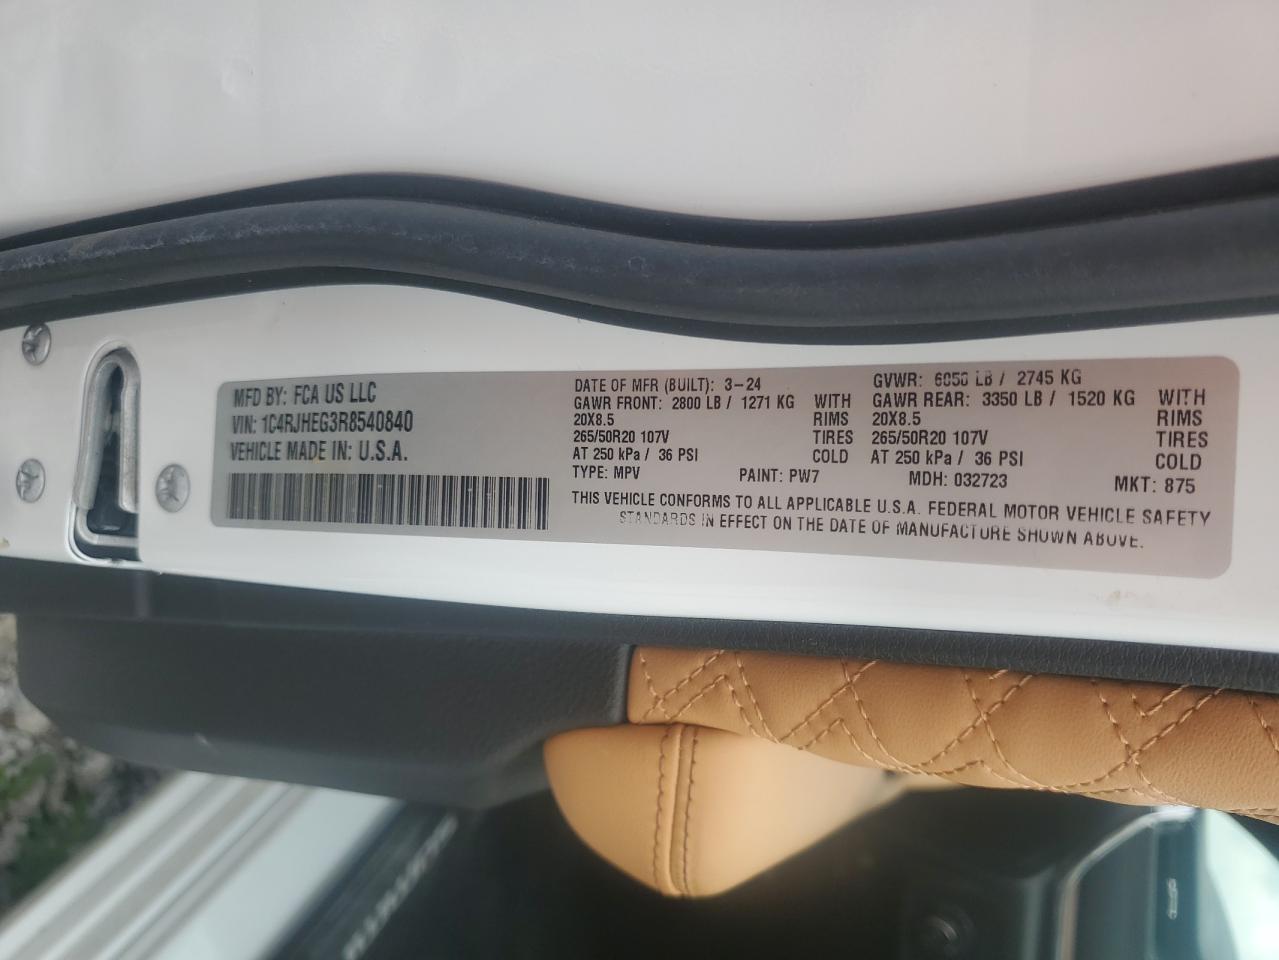 MFD BY: FCA US LLC
VIN: 1C4RJHEG3R8540840
VEHICLE MADE IN: U.S.A.
DATE OF MFR (BUILT): 3-24
GAWR FRONT: 2800 LB / 1271 KG WITH
20X8.5 RIMS
265/50R20 107V TIRES
AT 250 kPa / 36 PSI COLD
GVWR: 6050 LB / 2745 KG
GAWR REAR: 3350 LB / 1520 KG WITH
20X8.5 RIMS
265/50R20 107V TIRES
AT 250 kPa / 36 PSI COLD
TYPE: MPV PAINT: PW7 MDH: 032723 MKT: 875
THIS VEHICLE CONFORMS TO ALL APPLICABLE U.S.A. FEDERAL MOTOR VEHICLE SAFETY
STANDARDS IN EFFECT ON THE DATE OF MANUFACTURE SHOWN ABOVE.